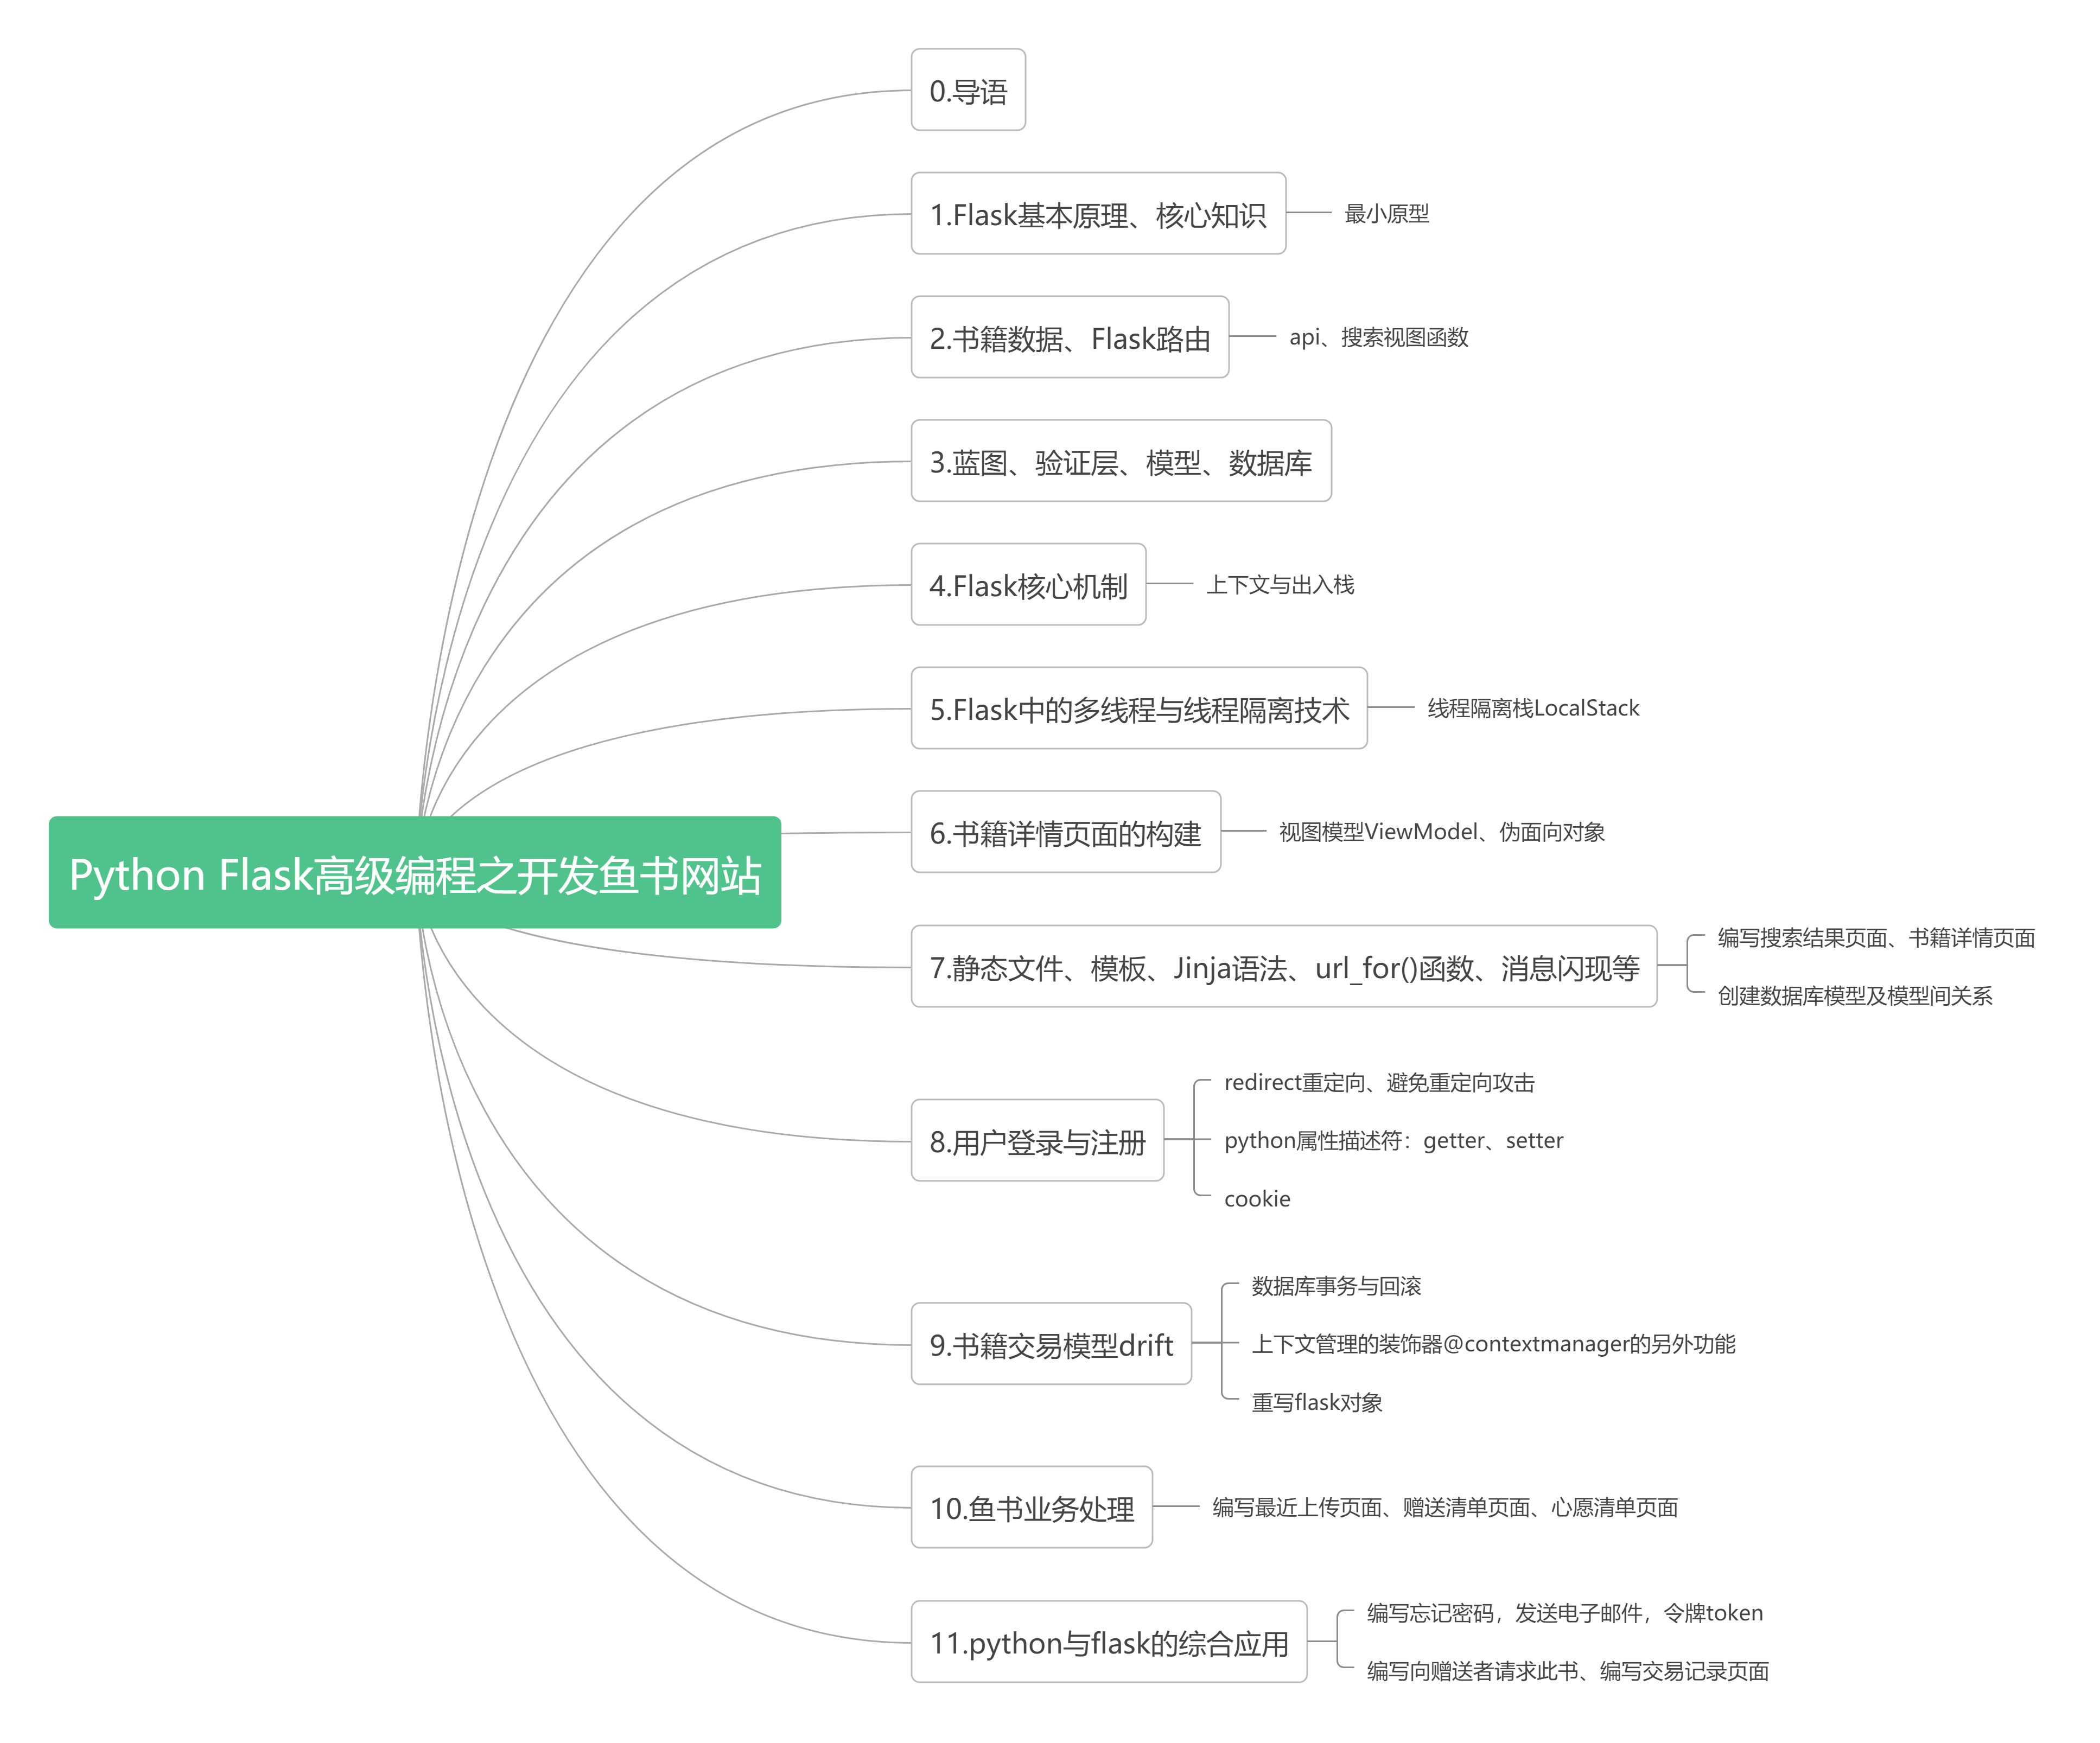 0.导语
1.Flask基本原理、核心知识
最小原型
2.书籍数据、Flask路由
api、搜索视图函数
3.蓝图、验证层、模型、数据库
4.Flask核心机制
上下文与出入栈
5.Flask中的多线程与线程隔离技术
线程隔离栈LocalStack
Python Flask高级编程之开发鱼书网站
6.书籍详情页面的构建
视图模型ViewModel、伪面向对象
7.静态文件、模板、Jinja语法、url_for()函数、消息闪现等
编写搜索结果页面、书籍详情页面
创建数据库模型及模型间关系
8.用户登录与注册
redirect重定向、避免重定向攻击
python属性描述符：getter、setter
cookie
9.书籍交易模型drift
数据库事务与回滚
上下文管理的装饰器@contextmanager的另外功能
重写flask对象
10.鱼书业务处理
编写最近上传页面、赠送清单页面、心愿清单页面
11.python与flask的综合应用
编写忘记密码，发送电子邮件，令牌token
编写向赠送者请求此书、编写交易记录页面